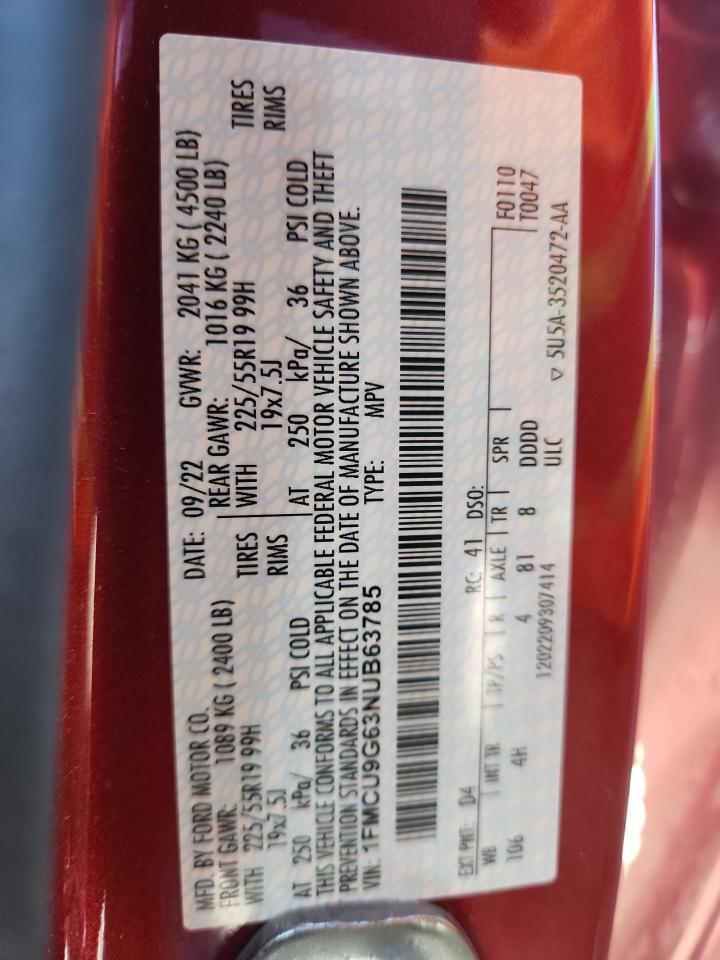 MFD. BY FORD MOTOR CO. DATE: 09/22 GVWR: 2041 KG ( 4500 LB)
FRONT GAWR: 1089 KG ( 2400 LB) REAR GAWR: 1016 KG ( 2240 LB)
WITH 225/55R19 99H TIRES WITH 225/55R19 99H TIRES
19x7.5J RIMS 19x7.5J RIMS
AT 250 kPa/ 36 PSI COLD AT 250 kPa/ 36 PSI COLD
THIS VEHICLE CONFORMS TO ALL APPLICABLE FEDERAL MOTOR VEHICLE SAFETY AND THEFT
PREVENTION STANDARDS IN EFFECT ON THE DATE OF MANUFACTURE SHOWN ABOVE.
VIN: 1FMCU9G63NUB63785 TYPE: MPV
EXT PNT: D4 RC: 41 DSO: F0110
WB INT TR TP/PS R AXLE TR SPR T0047
106 4H 4 81 8 DDDD
1202209307414 ULC ▽ 5U5A-3520472-AA